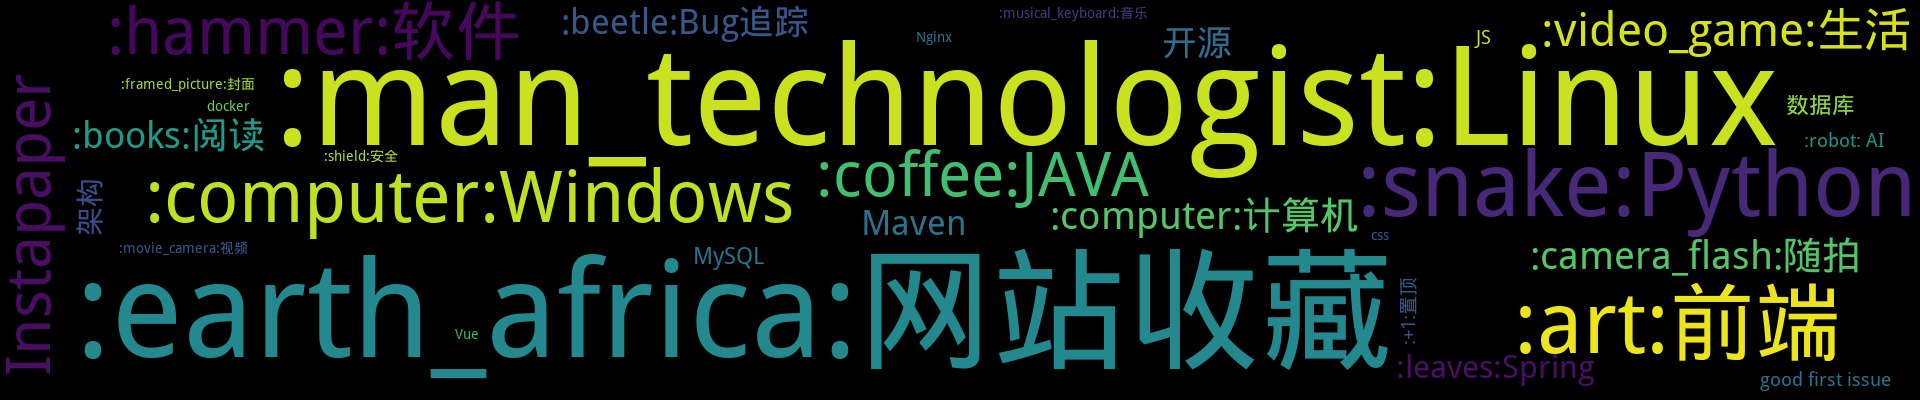 :hammer:软件
:beetle:Bug追踪
Nginx
:musical_keyboard:音乐
开源
JS
:video_game:生活
:framed_picture:封面
docker
:man_technologist:Linux
数据库
Instapaper
:books:阅读
:robot: AI
:shield:安全
架构
:computer:Windows
:coffee:JAVA
:snake:Python
Maven
:computer:计算机
css
:movie_camera:视频
MySQL
:camera_flash:随拍
:earth_africa:网站收藏
:+1:置顶
:art:前端
Vue
:leaves:Spring
good first issue